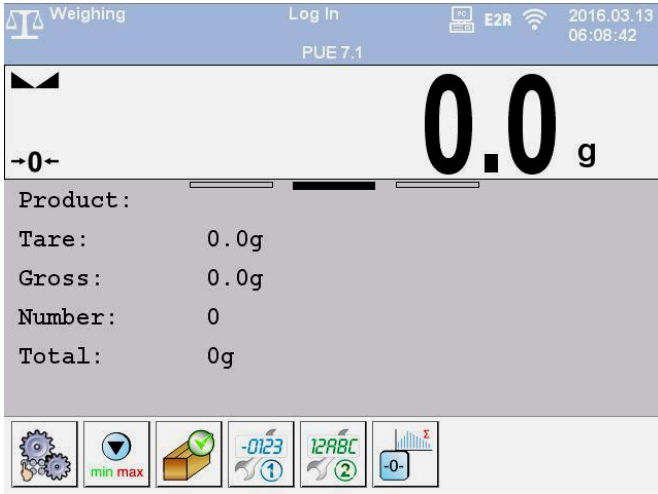 Weighing Log In PC E2R 2016.03.13
06:08:42
PUE 7.1
→0←
0.0 g
Product:
Tare: 0.0g
Gross: 0.0g
Number: 0
Total: 0g
min max
-0123 1
12ABC 2
Σ
-0-